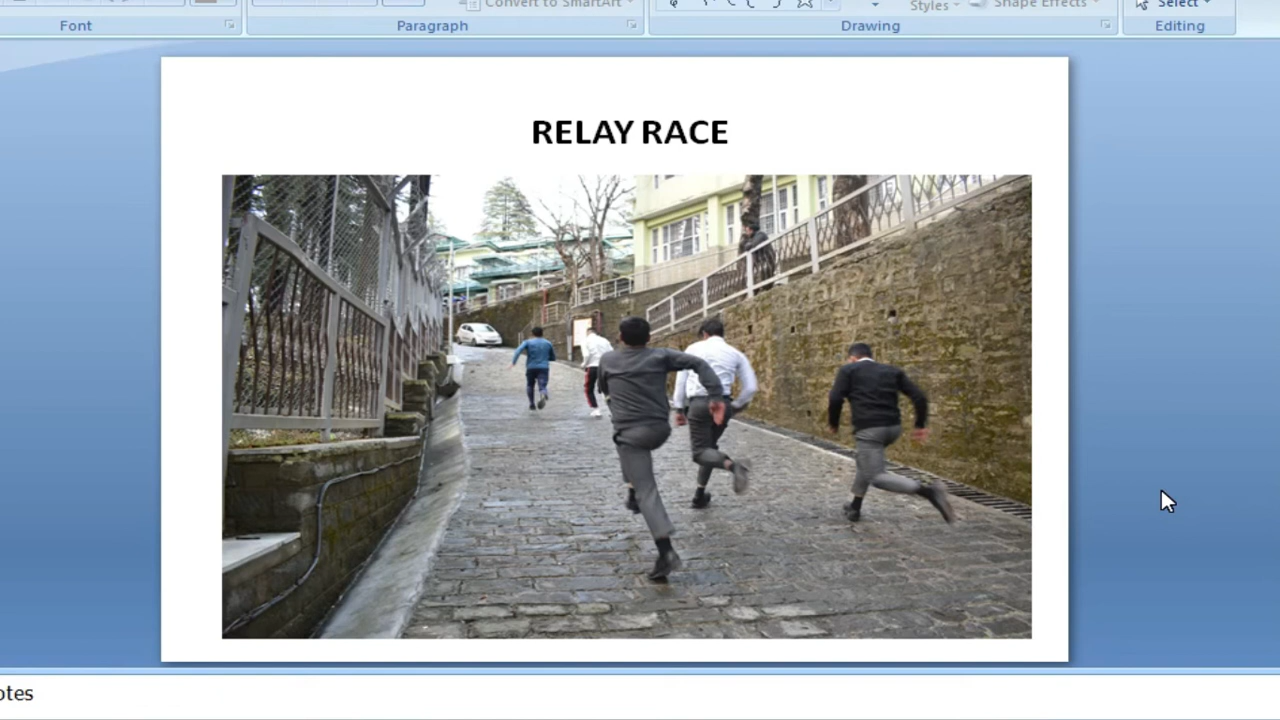 Convert to SmartArt
Styles
Shape Effects
Select
Font
Paragraph
Drawing
Editing
RELAY RACE
otes